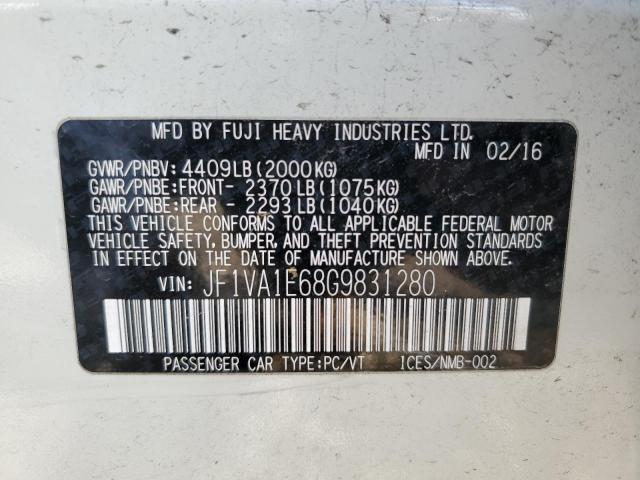 MFD BY FUJI HEAVY INDUSTRIES LTD.
MFD IN 02/16
GVWR/PNBV: 4409LB(2000KG)
GAWR/PNBE:FRONT- 2370LB(1075KG)
GAWR/PNBE:REAR - 2293LB(1040KG)
THIS VEHICLE CONFORMS TO ALL APPLICABLE FEDERAL MOTOR
VEHICLE SAFETY, BUMPER, AND THEFT PREVENTION STANDARDS
IN EFFECT ON THE DATE OF MANUFACTURE SHOWN ABOVE.
VIN: JF1VA1E68G9831280
PASSENGER CAR TYPE:PC/VT ICES/NMB-002